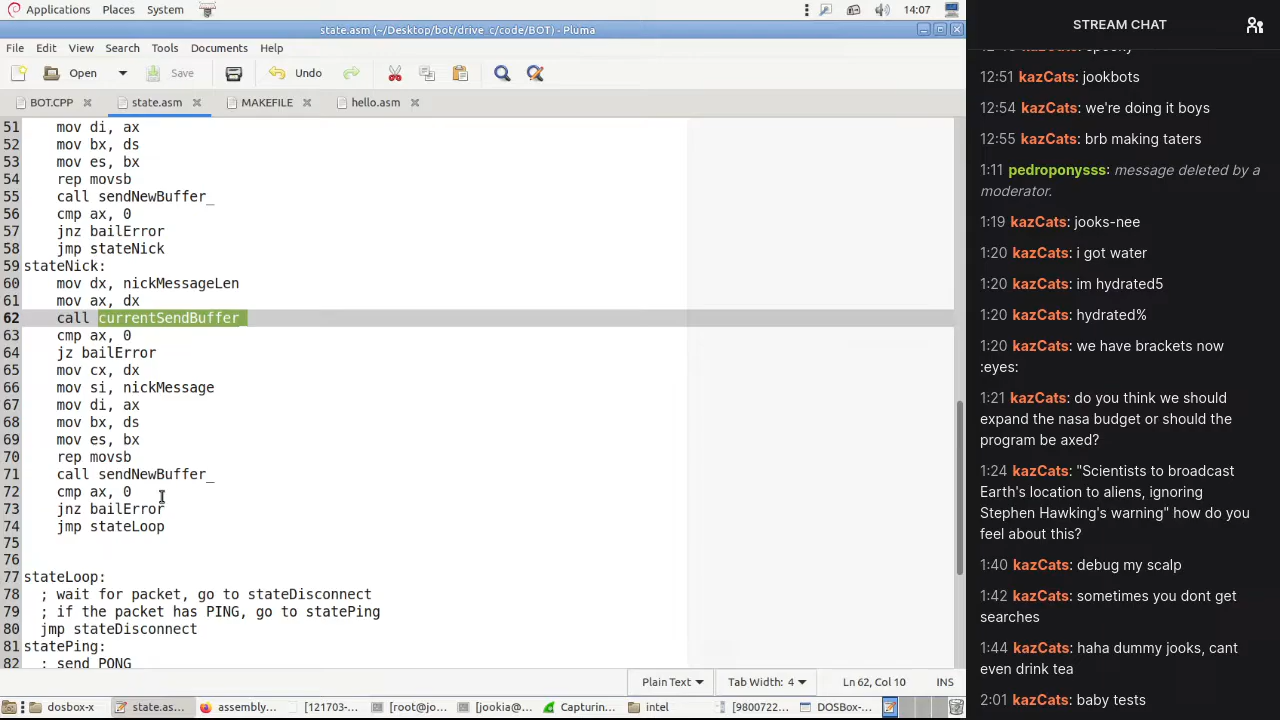 Applications Places System 14:07
state.asm (~/Desktop/bot/drive_c/code/BOT) - Pluma
File Edit View Search Tools Documents Help
Open Save Undo
BOT.CPP state.asm MAKEFILE hello.asm
51 mov di, ax
52 mov bx, ds
53 mov es, bx
54 rep movsb
55 call sendNewBuffer_
56 cmp ax, 0
57 jnz bailError
58 jmp stateNick
59 stateNick:
60 mov dx, nickMessageLen
61 mov ax, dx
62 call currentSendBuffer_
63 cmp ax, 0
64 jz bailError
65 mov cx, dx
66 mov si, nickMessage
67 mov di, ax
68 mov bx, ds
69 mov es, bx
70 rep movsb
71 call sendNewBuffer_
72 cmp ax, 0
73 jnz bailError
74 jmp stateLoop
75
76
77 stateLoop:
78 ; wait for packet, go to stateDisconnect
79 ; if the packet has PING, go to statePing
80 jmp stateDisconnect
81 statePing:
82 ; send PONG
Plain Text Tab Width: 4 Ln 62, Col 10 INS
dosbox-x state.as... assembly... [121703-... [root@jo... [jookia@... Capturin... intel [9800722... DOSBox-...
STREAM CHAT
12:51 kazCats: jookbots
12:54 kazCats: we're doing it boys
12:55 kazCats: brb making taters
1:11 pedroponysss: message deleted by a
moderator.
1:19 kazCats: jooks-nee
1:20 kazCats: i got water
1:20 kazCats: im hydrated5
1:20 kazCats: hydrated%
1:20 kazCats: we have brackets now
:eyes:
1:21 kazCats: do you think we should
expand the nasa budget or should the
program be axed?
1:24 kazCats: "Scientists to broadcast
Earth's location to aliens, ignoring
Stephen Hawking's warning" how do you
feel about this?
1:40 kazCats: debug my scalp
1:42 kazCats: sometimes you dont get
searches
1:44 kazCats: haha dummy jooks, cant
even drink tea
2:01 kazCats: baby tests